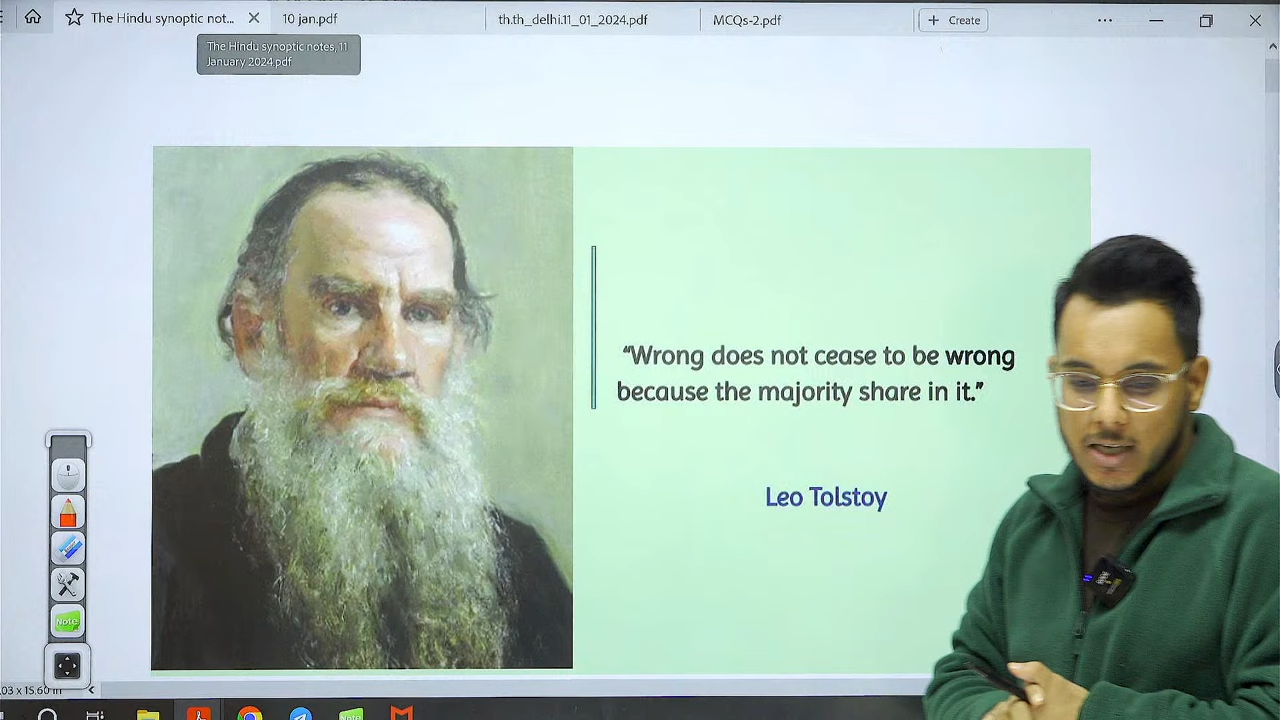 The Hindu synoptic not...
10 jan.pdf
th.th_delhi.11_01_2024.pdf
MCQs-2.pdf
+ Create
The Hindu synoptic notes, 11
January 2024.pdf
“Wrong does not cease to be wrong
because the majority share in it.”
Leo Tolstoy
Note
Note